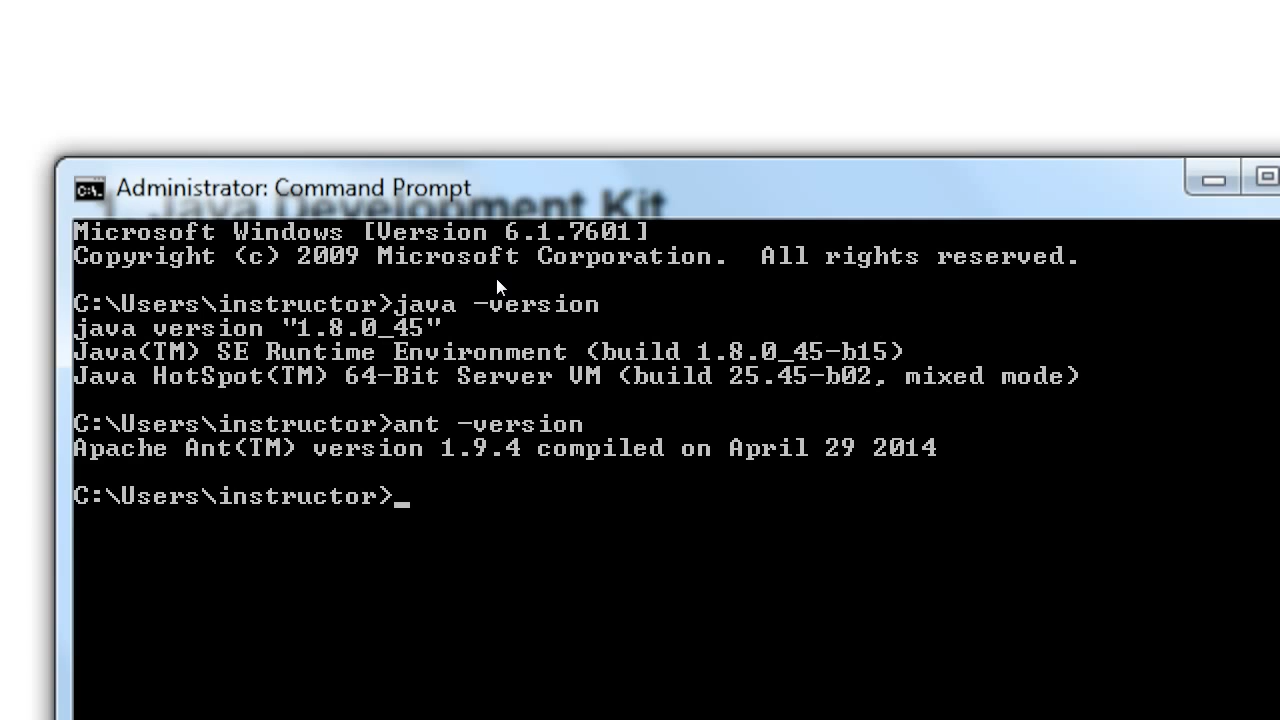 Administrator: Command Prompt
Java Development Kit
Microsoft Windows [Version 6.1.7601]
Copyright (c) 2009 Microsoft Corporation.  All rights reserved.
C:\Users\instructor>java -version
java version "1.8.0_45"
Java(TM) SE Runtime Environment (build 1.8.0_45-b15)
Java HotSpot(TM) 64-Bit Server VM (build 25.45-b02, mixed mode)
C:\Users\instructor>ant -version
Apache Ant(TM) version 1.9.4 compiled on April 29 2014
C:\Users\instructor>_